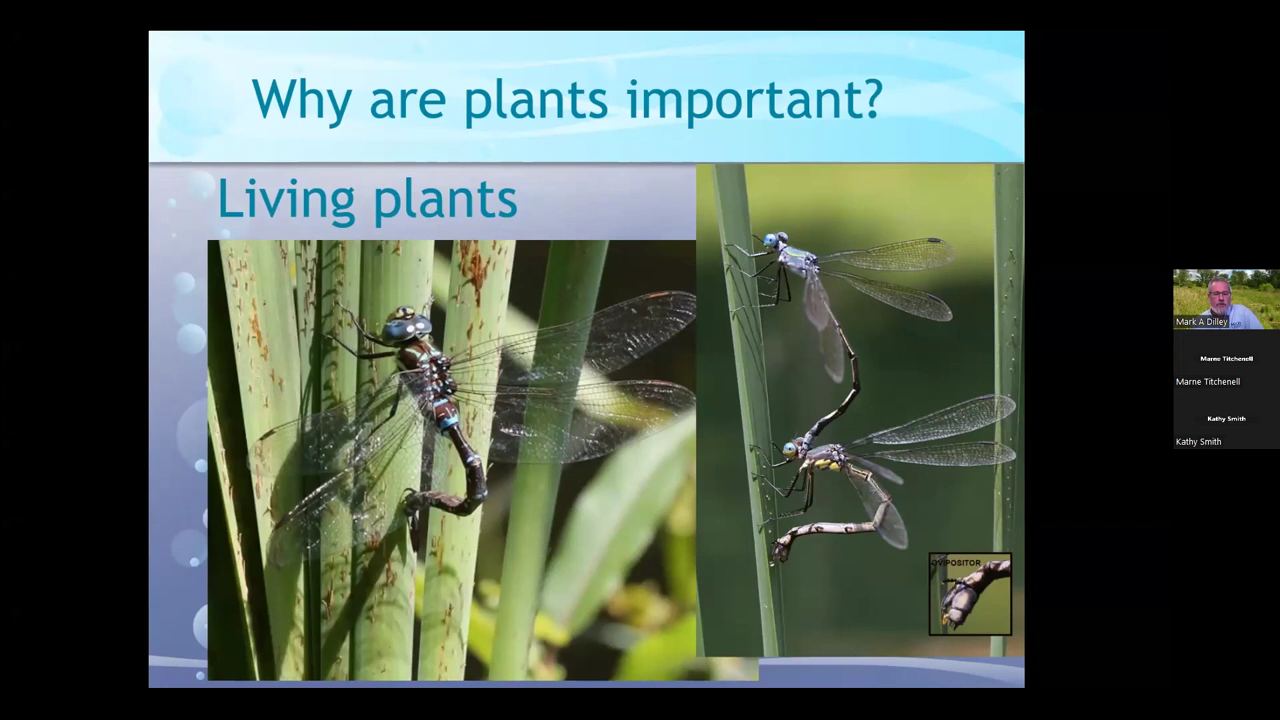 Why are plants important?
Living plants
OVIPOSITOR
Mark A Dilley
Marne Titchenell
Marne Titchenell
Kathy Smith
Kathy Smith